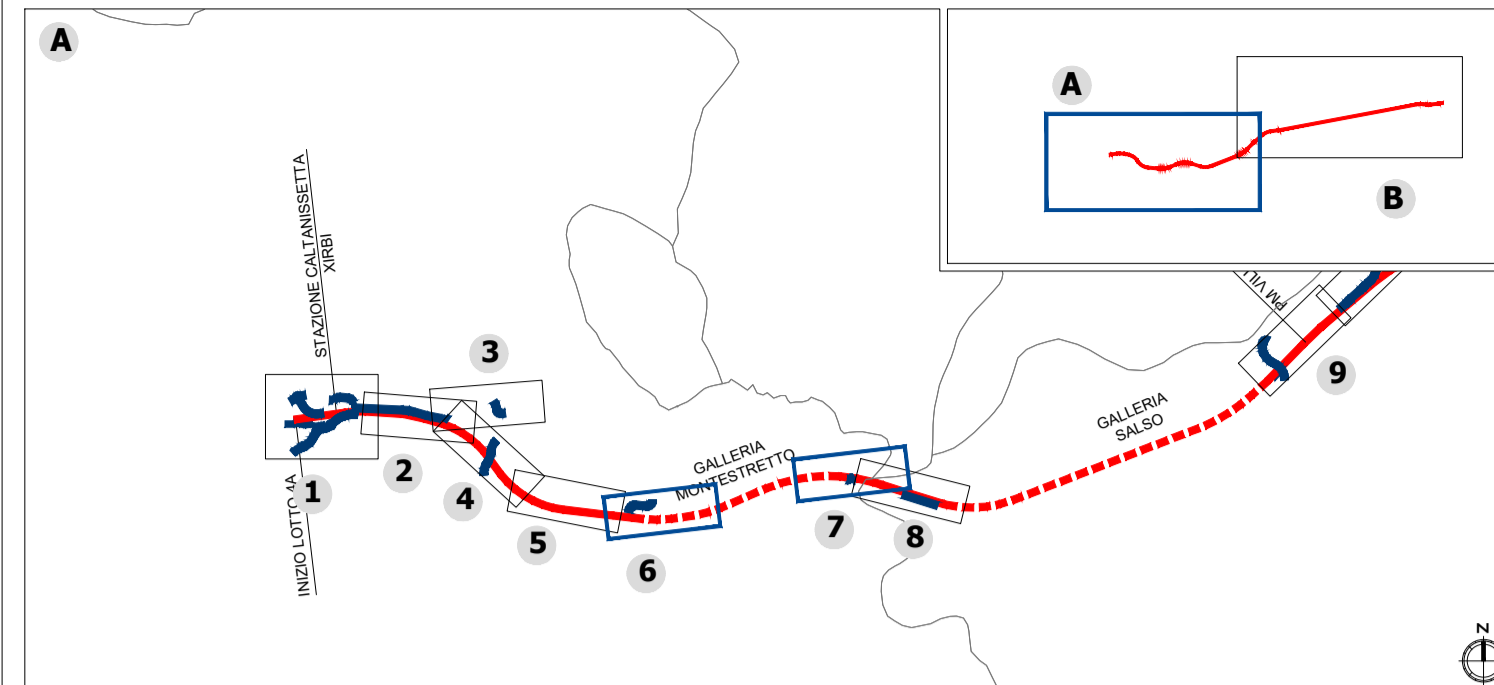 A
A
B
STAZIONE CALTANISSETTA
XIRBI
INIZIO LOTTO 4A
1
2
3
4
5
6
GALLERIA
MONTESTRETTO
7
8
GALLERIA
SALSO
PM
9
N